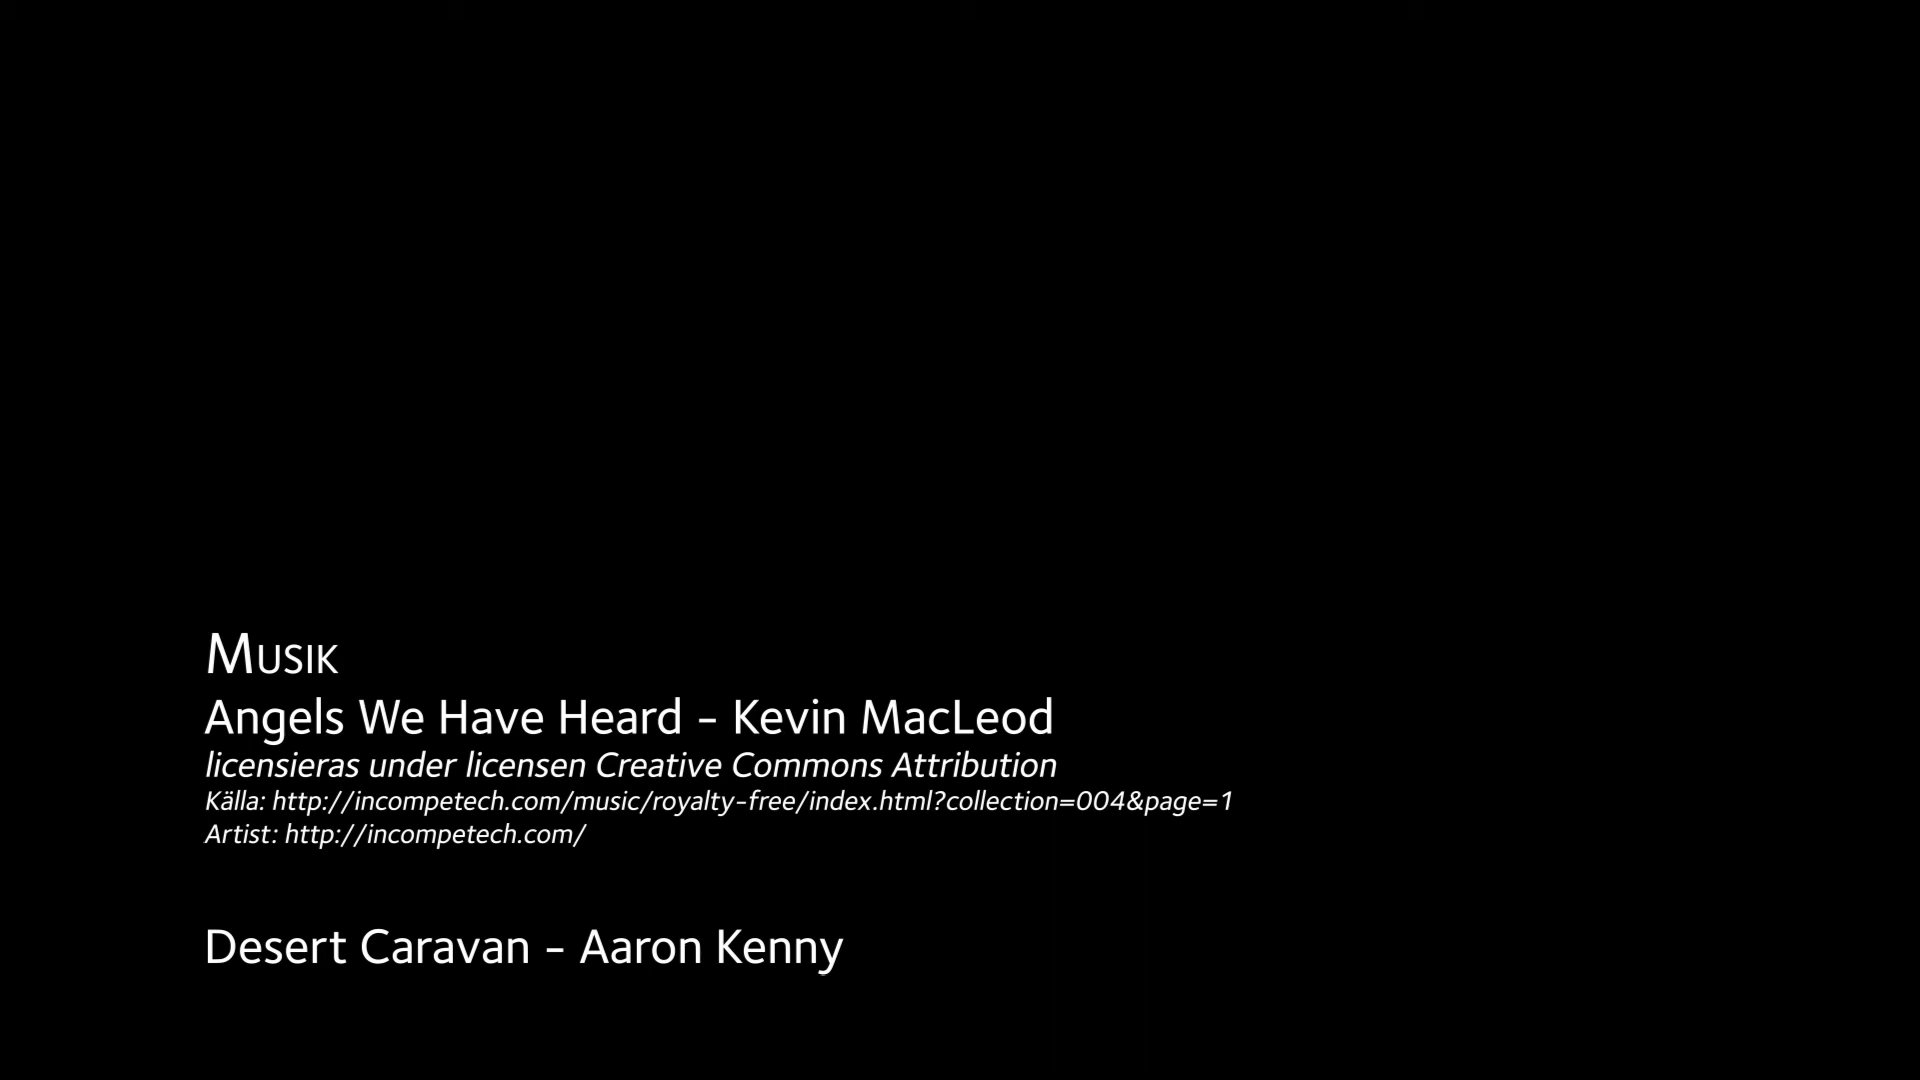 Musik
Angels We Have Heard – Kevin MacLeod
licensieras under licensen Creative Commons Attribution
Källa: http://incompetech.com/music/royalty-free/index.html?collection=004&page=1
Artist: http://incompetech.com/
Desert Caravan – Aaron Kenny